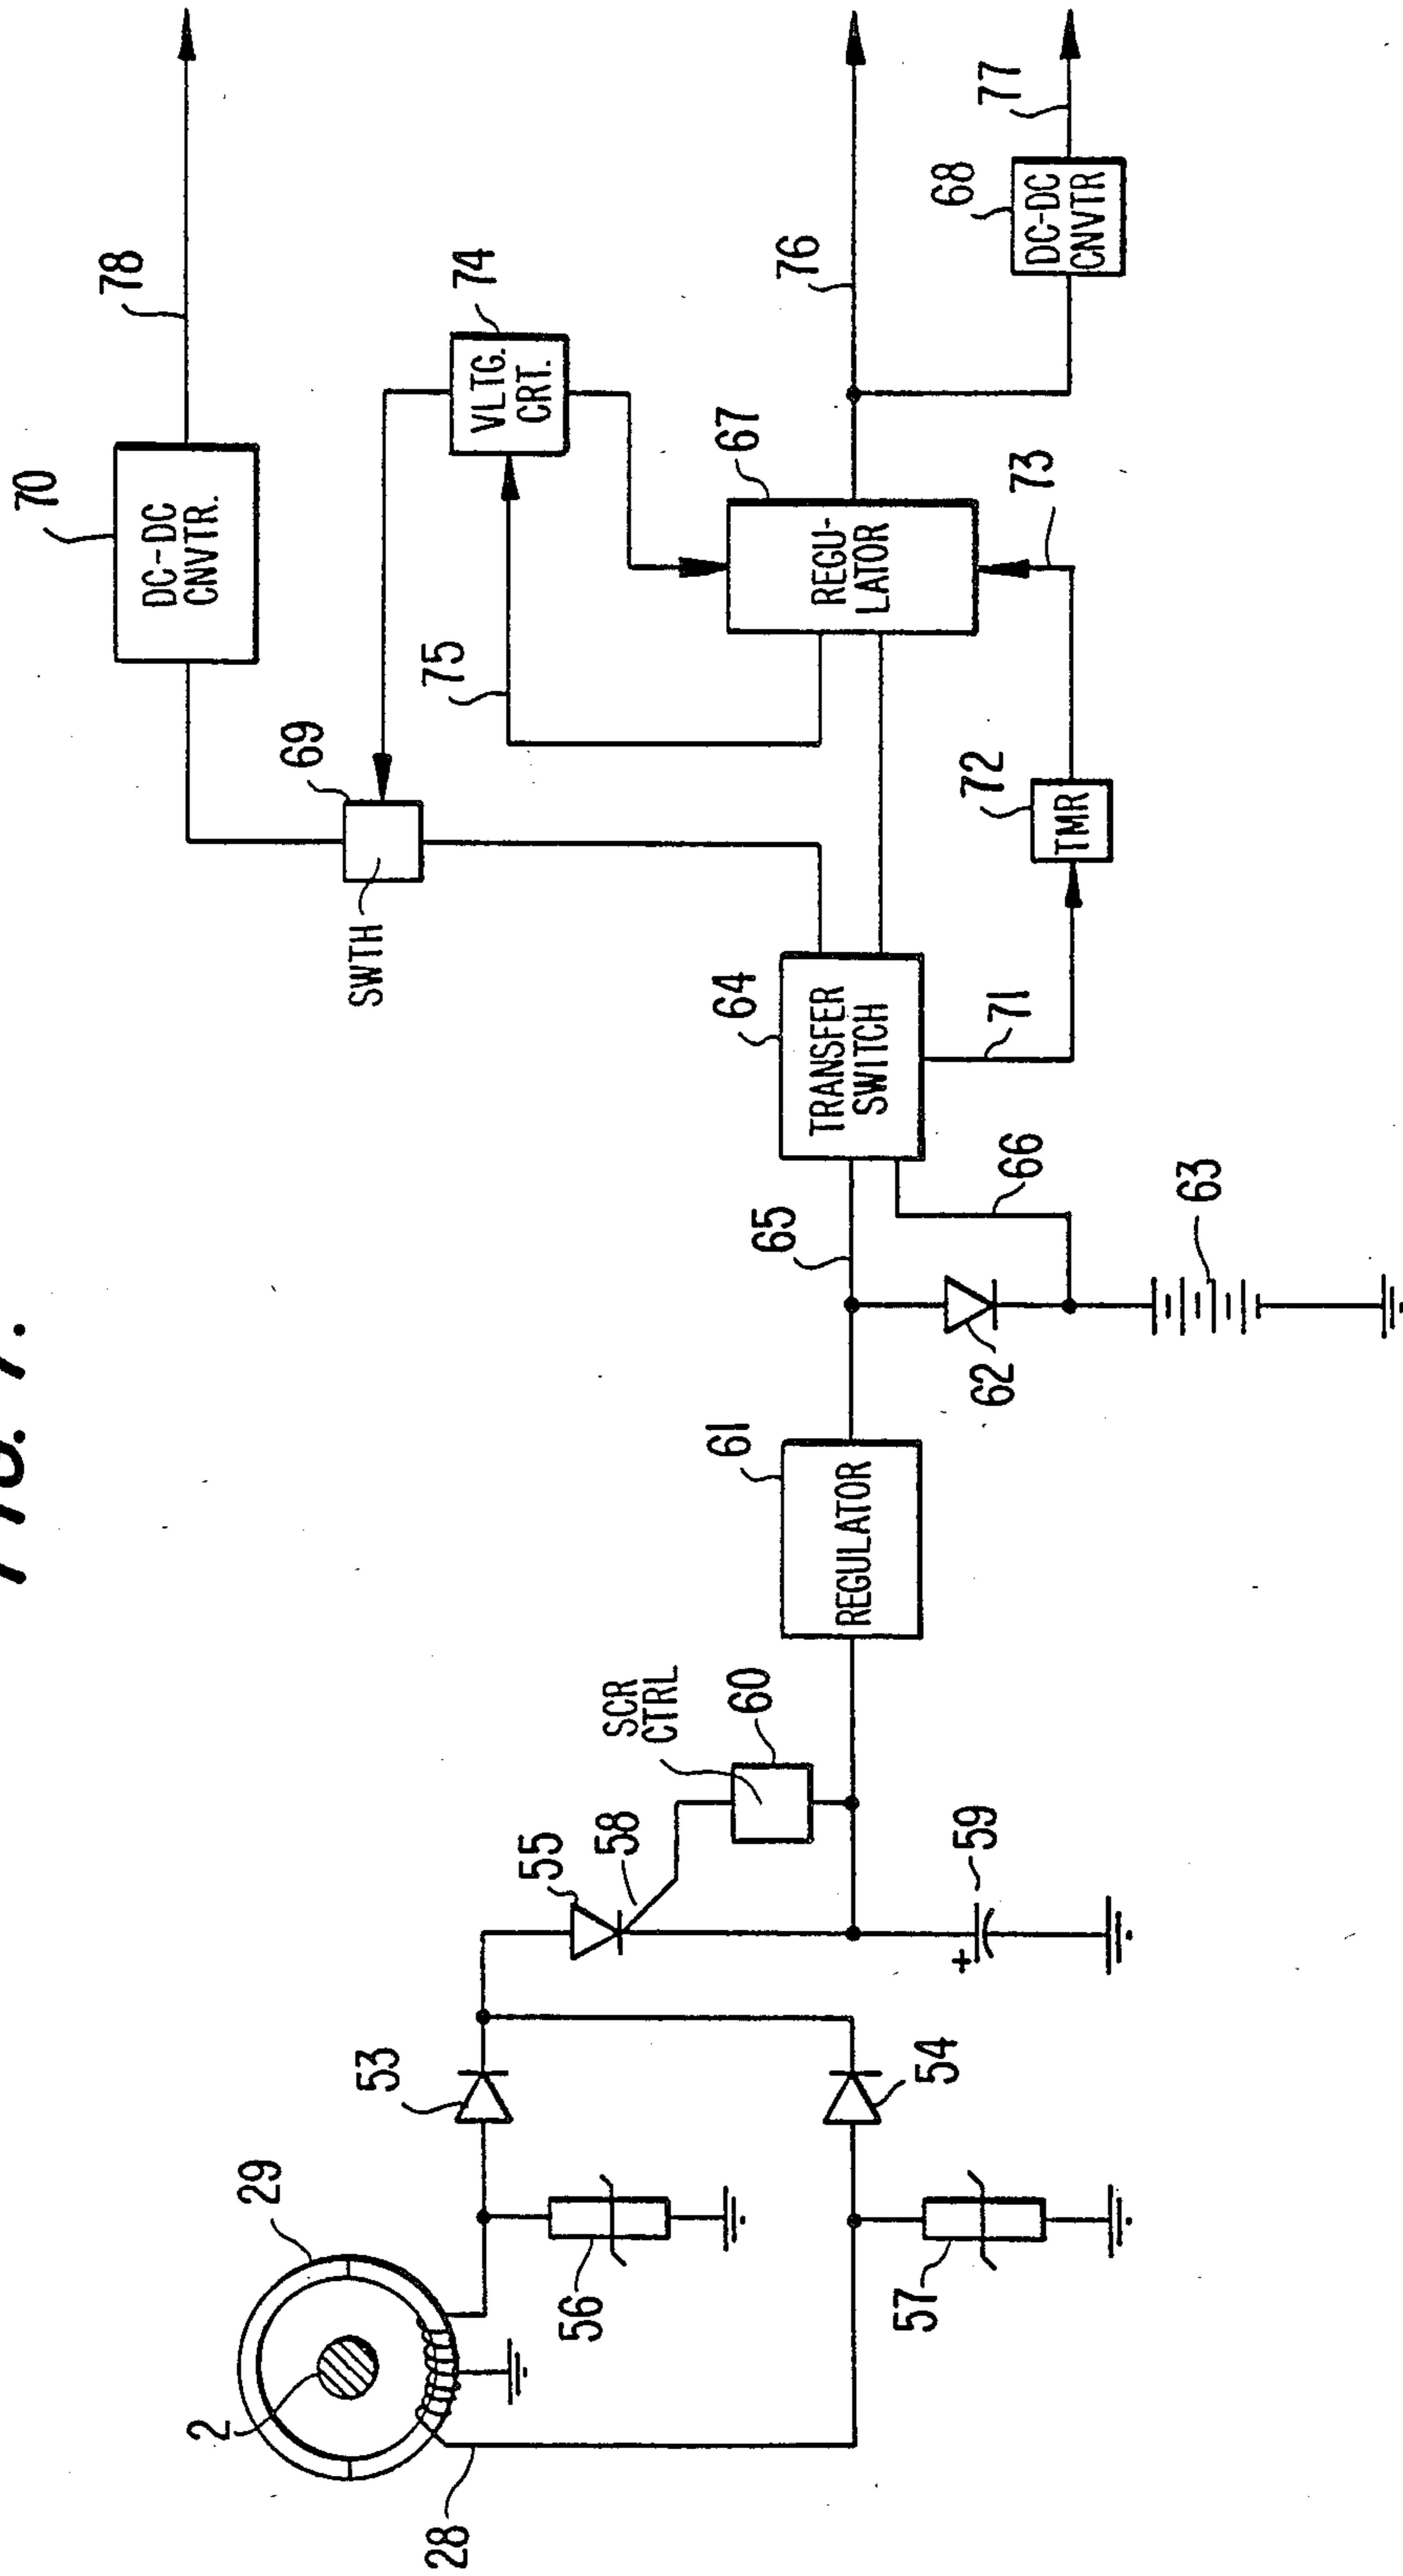 FIG. 7.
2
29
28
53
56
54
57
55
58
SCR
CTRL
60
+
59
61
REGULATOR
62
65
66
63
64
TRANSFER
SWITCH
71
SWTH
69
72
TMR
73
75
67
REGU-
LATOR
74
VLTG.
CRT.
70
DC-DC
CNVTR.
78
76
68
DC-DC
CNVTR
77